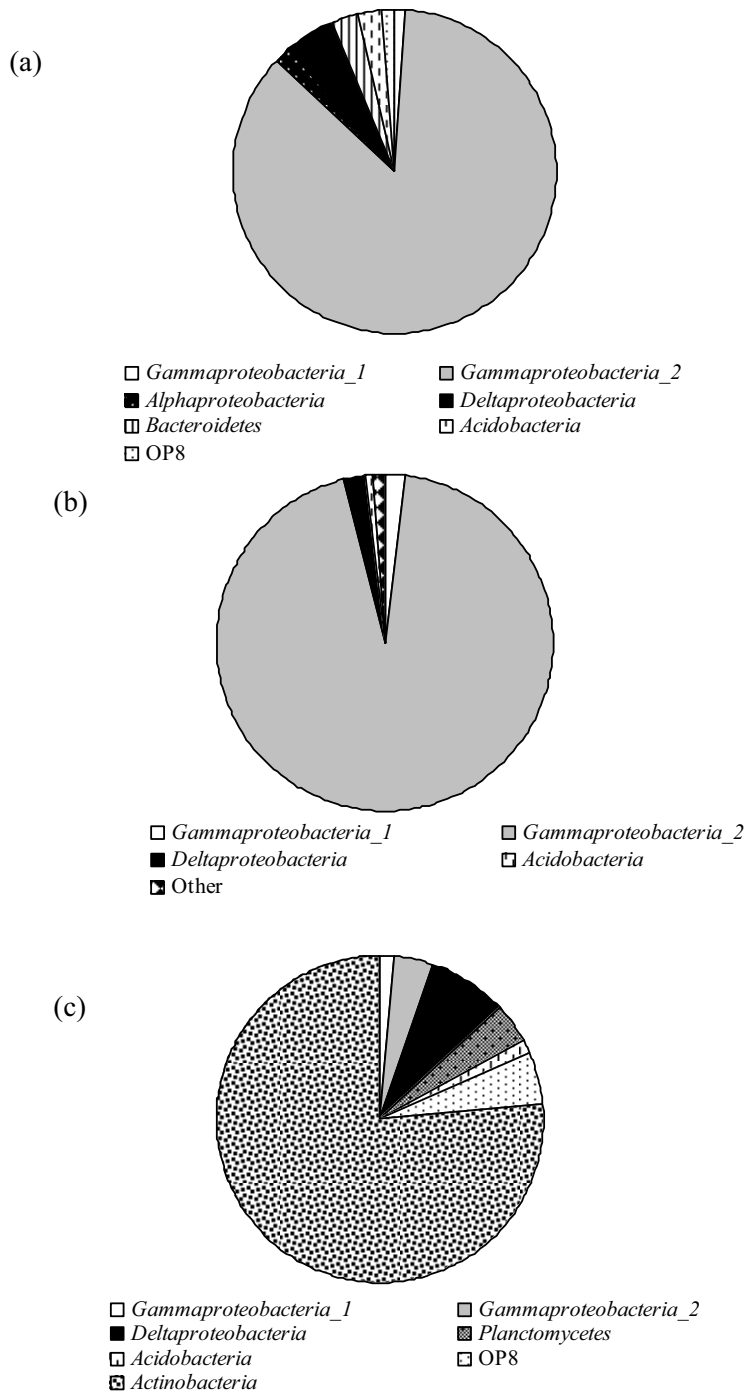 (a)
Gammaproteobacteria_1 Gammaproteobacteria_2
Alphaproteobacteria Deltaproteobacteria
Bacteroidetes Acidobacteria
OP8
(b)
Gammaproteobacteria_1 Gammaproteobacteria_2
Deltaproteobacteria Acidobacteria
Other
(c)
Gammaproteobacteria_1 Gammaproteobacteria_2
Deltaproteobacteria Planctomycetes
Acidobacteria OP8
Actinobacteria